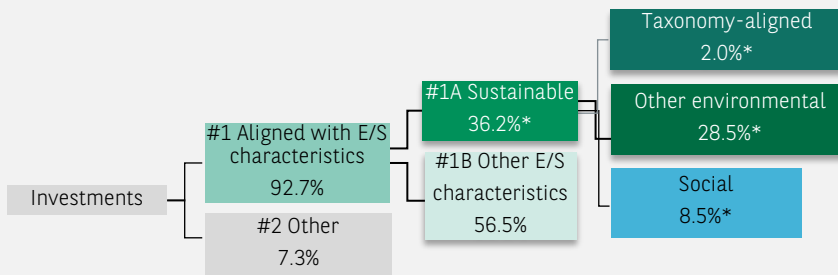 Investments
#1 Aligned with E/S
characteristics
92.7%
#2 Other
7.3%
#1A Sustainable
36.2%*
#1B Other E/S
characteristics
56.5%
Taxonomy-aligned
2.0%*
Other environmental
28.5%*
Social
8.5%*